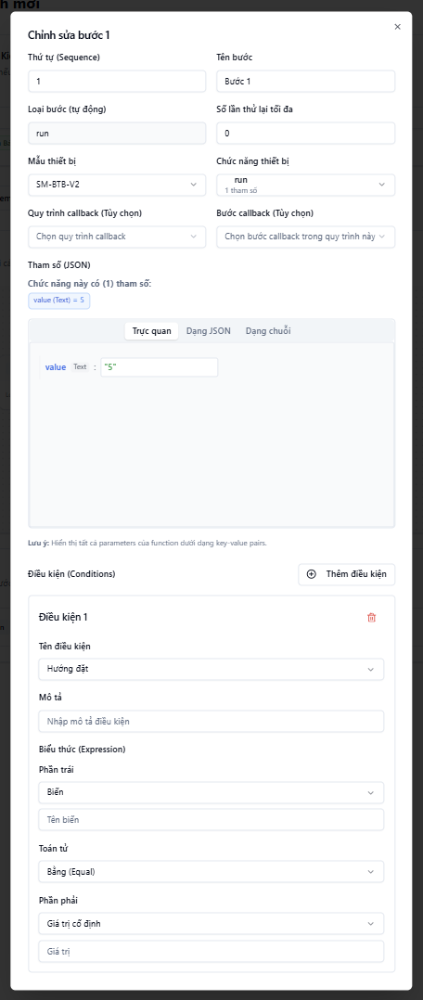 h mới
Chỉnh sửa bước 1
Thứ tự (Sequence)
Tên bước
1
Bước 1
Loại bước (tự động)
Số lần thử lại tối đa
run
0
Mẫu thiết bị
Chức năng thiết bị
SM-BTB-V2
run
1 tham số
Quy trình callback (Tùy chọn)
Bước callback (Tùy chọn)
Chọn quy trình callback
Chọn bước callback trong quy trình này
Tham số (JSON)
Chức năng này có (1) tham số:
value (Text) = 5
Trực quan
Dạng JSON
Dạng chuỗi
value Text : "5"
Lưu ý: Hiển thị tất cả parameters của function dưới dạng key-value pairs.
Điều kiện (Conditions)
Thêm điều kiện
Điều kiện 1
Tên điều kiện
Hướng đặt
Mô tả
Nhập mô tả điều kiện
Biểu thức (Expression)
Phần trái
Biến
Tên biến
Toán tử
Bằng (Equal)
Phần phải
Giá trị cố định
Giá trị